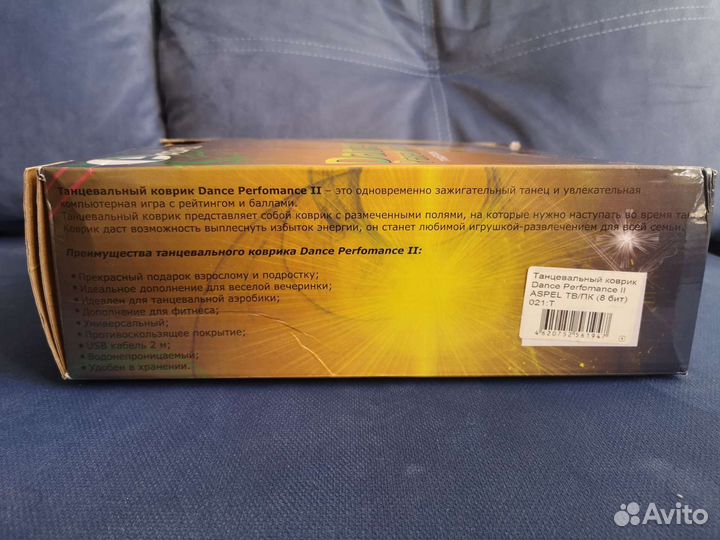 Танцевальный коврик Dance Perfomance II – это одновременно зажигательный танец и увлекательная
компьютерная игра с рейтингом и баллами.
Танцевальный коврик представляет собой коврик с размеченными полями, на которые нужно наступать во время
Коврик даст возможность выплеснуть избыток энергии, он станет любимой игрушкой-развлечением для всей семьи.
Преимущества танцевального коврика Dance Perfomance II:
• Прекрасный подарок взрослому и подростку;
• Идеальное дополнение для веселой вечеринки;
• Идеален для танцевальной аэробики;
• Дополнение для фитнеса;
• Универсальный;
• Противоскользящее покрытие;
• USB кабель 2 м;
• Водонепроницаемый;
• Удобен в хранении.
Танцевальный коврик
Dance Perfomance II
ASPEL ТВ/ПК (8 бит)
021:T
4620752561947
Avito